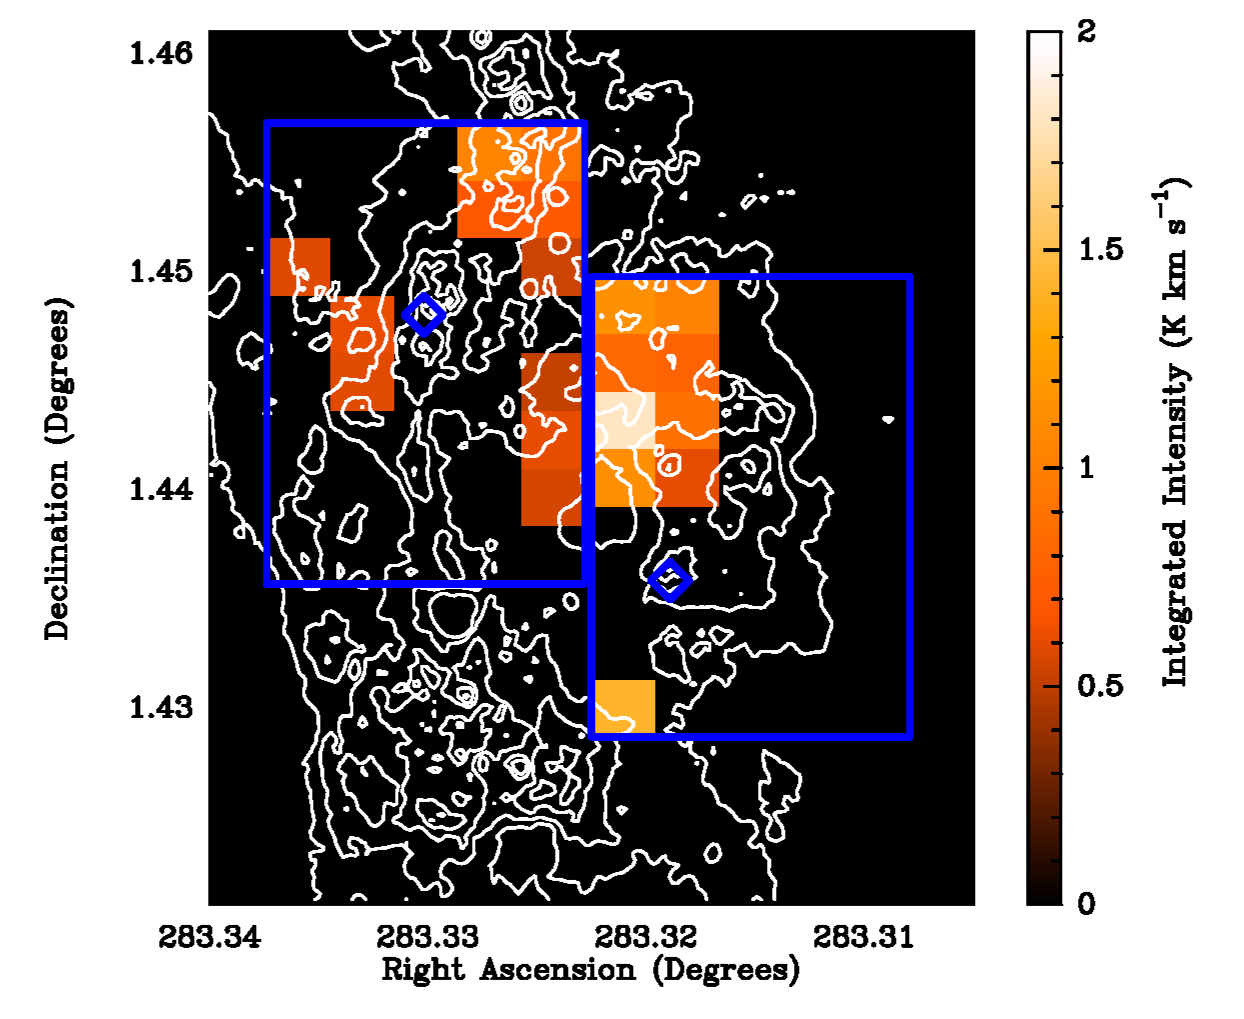 1.46
1.45
1.44
1.43
Declination (Degrees)
283.34 283.33 283.32 283.31
Right Ascension (Degrees)
2
1.5
1
0.5
0
Integrated Intensity (K km s⁻¹)